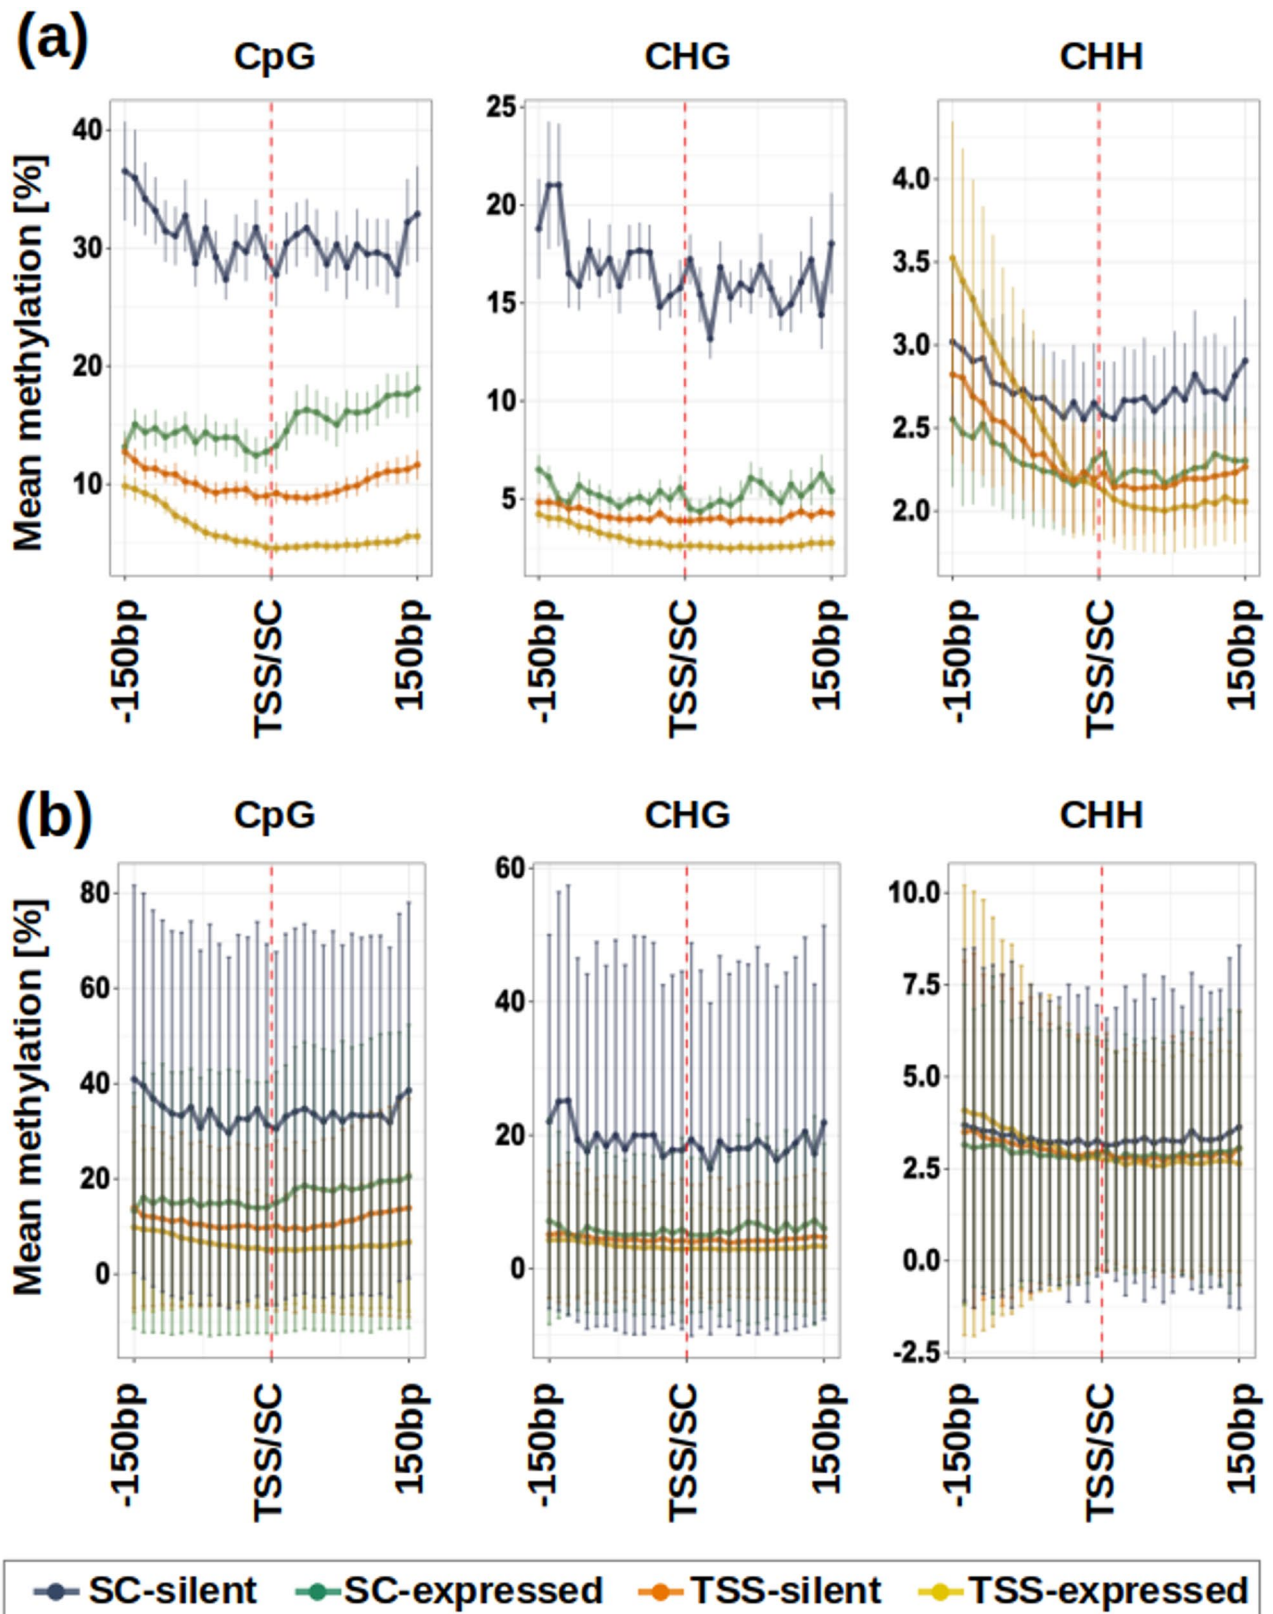 (a)
CpG
CHG
CHH
Mean methylation [%]
40
30
20
10
25
20
15
10
5
4.0
3.5
3.0
2.5
2.0
-150bp
TSS/SC
150bp
-150bp
TSS/SC
150bp
-150bp
TSS/SC
150bp
(b)
CpG
CHG
CHH
Mean methylation [%]
80
60
40
20
0
60
40
20
0
10.0
7.5
5.0
2.5
0.0
-2.5
-150bp
TSS/SC
150bp
-150bp
TSS/SC
150bp
-150bp
TSS/SC
150bp
SC-silent SC-expressed TSS-silent TSS-expressed